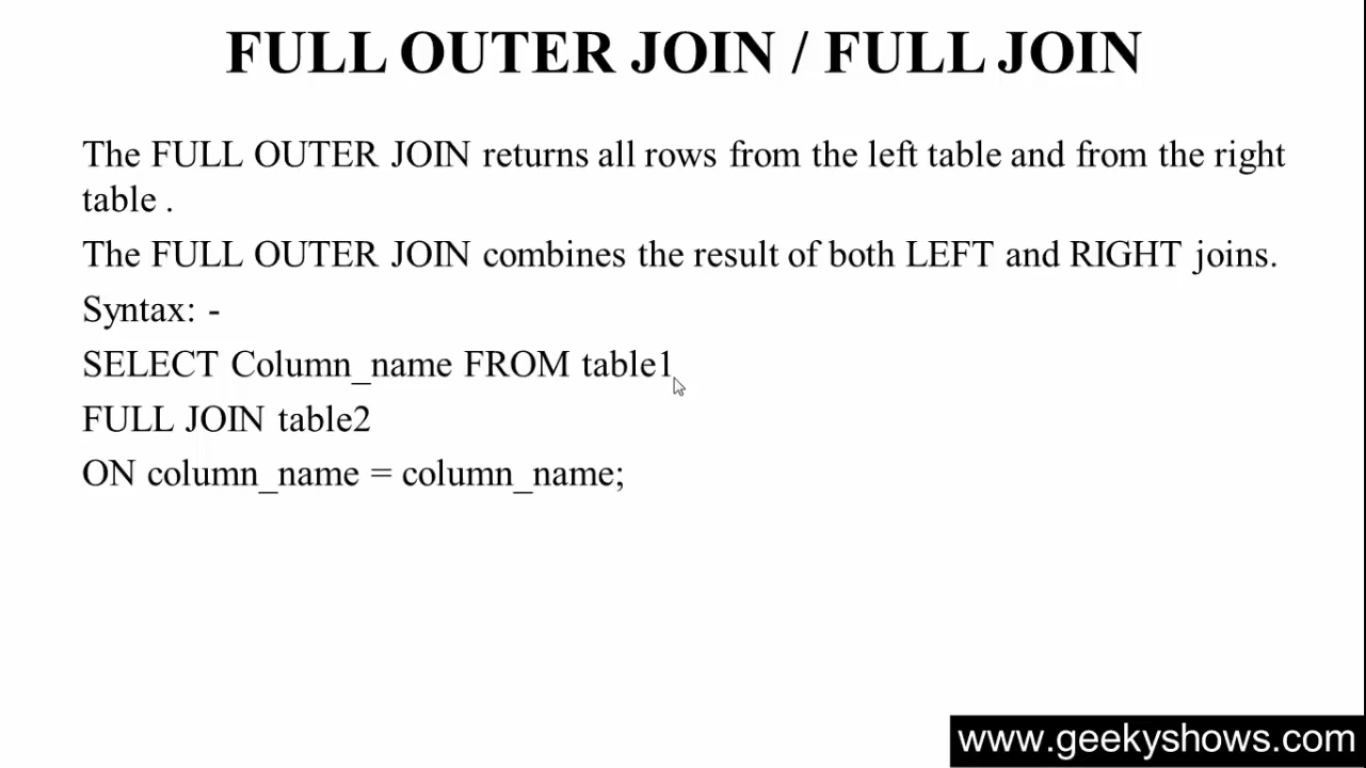 FULL OUTER JOIN / FULL JOIN
The FULL OUTER JOIN returns all rows from the left table and from the right
table .
The FULL OUTER JOIN combines the result of both LEFT and RIGHT joins.
Syntax: -
SELECT Column_name FROM table1
FULL JOIN table2
ON column_name = column_name;
www.geekyshows.com